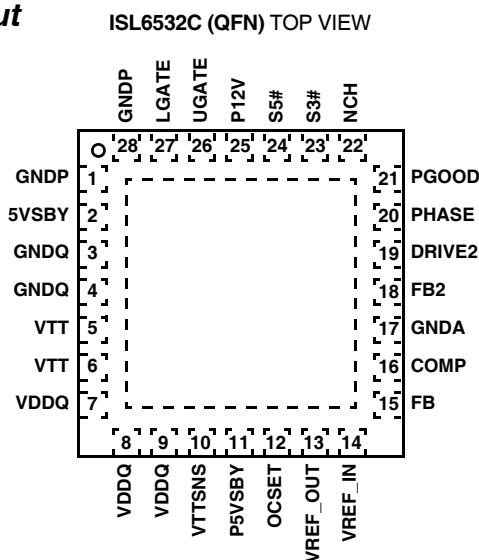 ut
ISL6532C (QFN) TOP VIEW
GNDP
LGATE
UGATE
P12V
S5#
S3#
NCH
28 27 26 25 24 23 22
GNDP 1
5VSBY 2
GNDQ 3
GNDQ 4
VTT 5
VTT 6
VDDQ 7
21 PGOOD
20 PHASE
19 DRIVE2
18 FB2
17 GNDA
16 COMP
15 FB
8 9 10 11 12 13 14
VDDQ
VDDQ
VTTSNS
P5VSBY
OCSET
VREF_OUT
VREF_IN